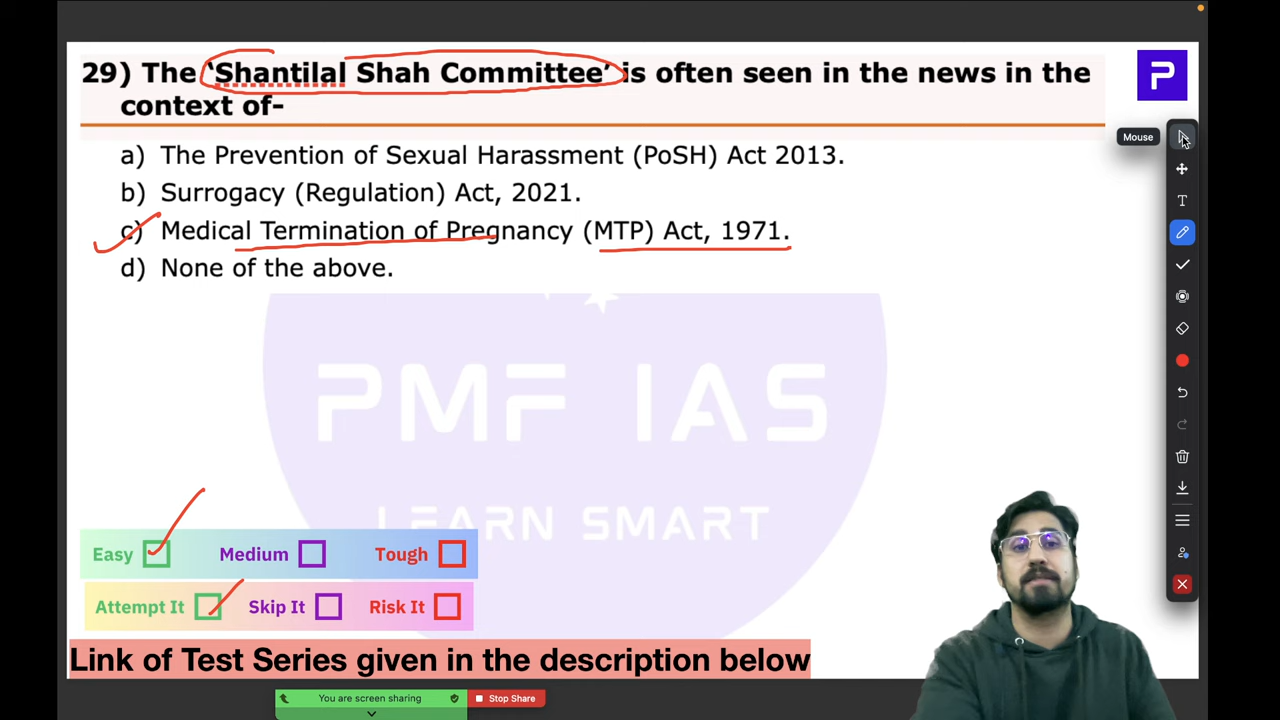 29) The ‘Shantilal Shah Committee’ is often seen in the news in the
context of-
P
Mouse
a) The Prevention of Sexual Harassment (PoSH) Act 2013.
b) Surrogacy (Regulation) Act, 2021.
c) Medical Termination of Pregnancy (MTP) Act, 1971.
d) None of the above.
T
PMF IAS
LEARN SMART
Easy Medium Tough
Attempt It Skip It Risk It
Link of Test Series given in the description below
You are screen sharing Stop Share